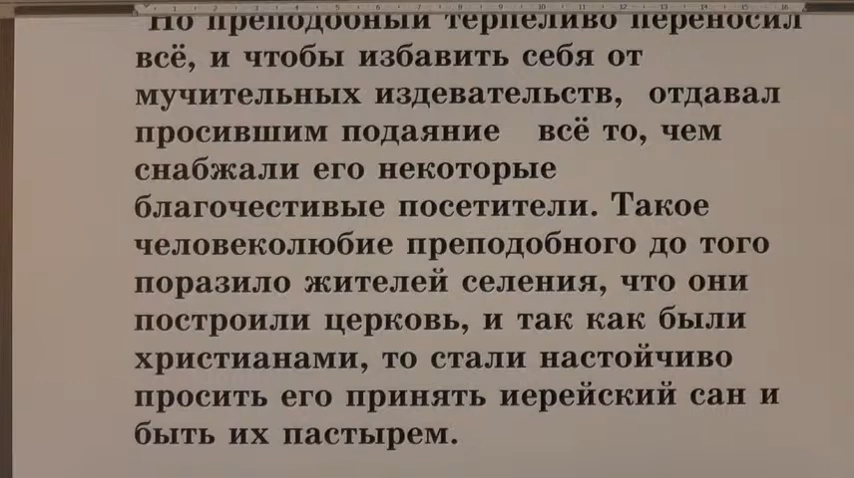 Но преподобный терпеливо переносил
всё, и чтобы избавить себя от
мучительных издевательств, отдавал
просившим подаяние всё то, чем
снабжали его некоторые
благочестивые посетители. Такое
человеколюбие преподобного до того
поразило жителей селения, что они
построили церковь, и так как были
христианами, то стали настойчиво
просить его принять иерейский сан и
быть их пастырем.